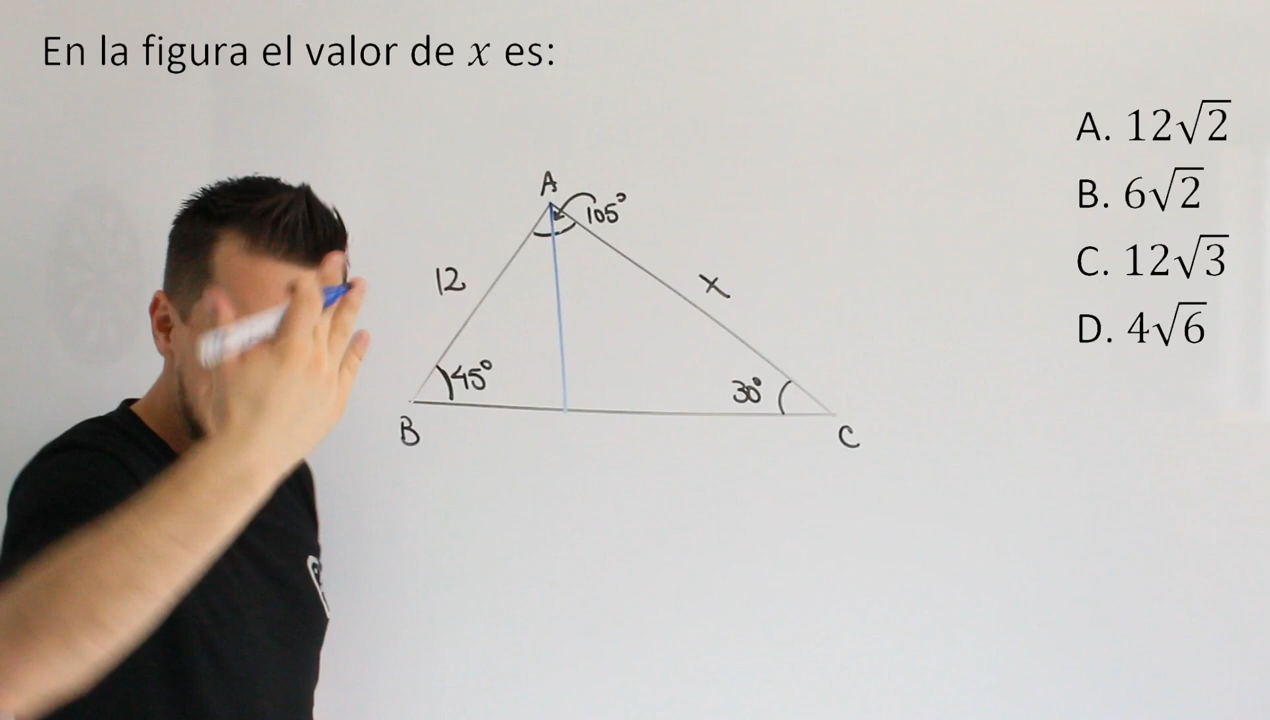 En la figura el valor de x es:
A. 12√2
B. 6√2
C. 12√3
D. 4√6
A
105°
12
x
45°
30°
B
C